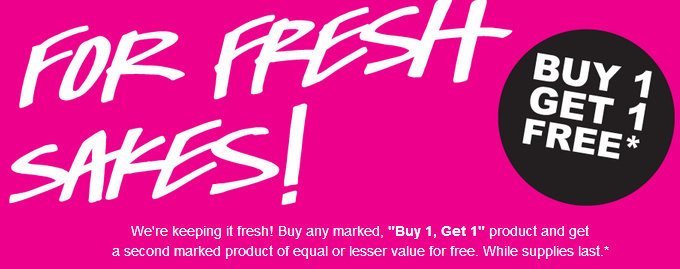 FOR FRESH
SAKES!
BUY 1
GET 1
FREE*
We're keeping it fresh! Buy any marked, "Buy 1, Get 1" product and get
a second marked product of equal or lesser value for free. While supplies last.*